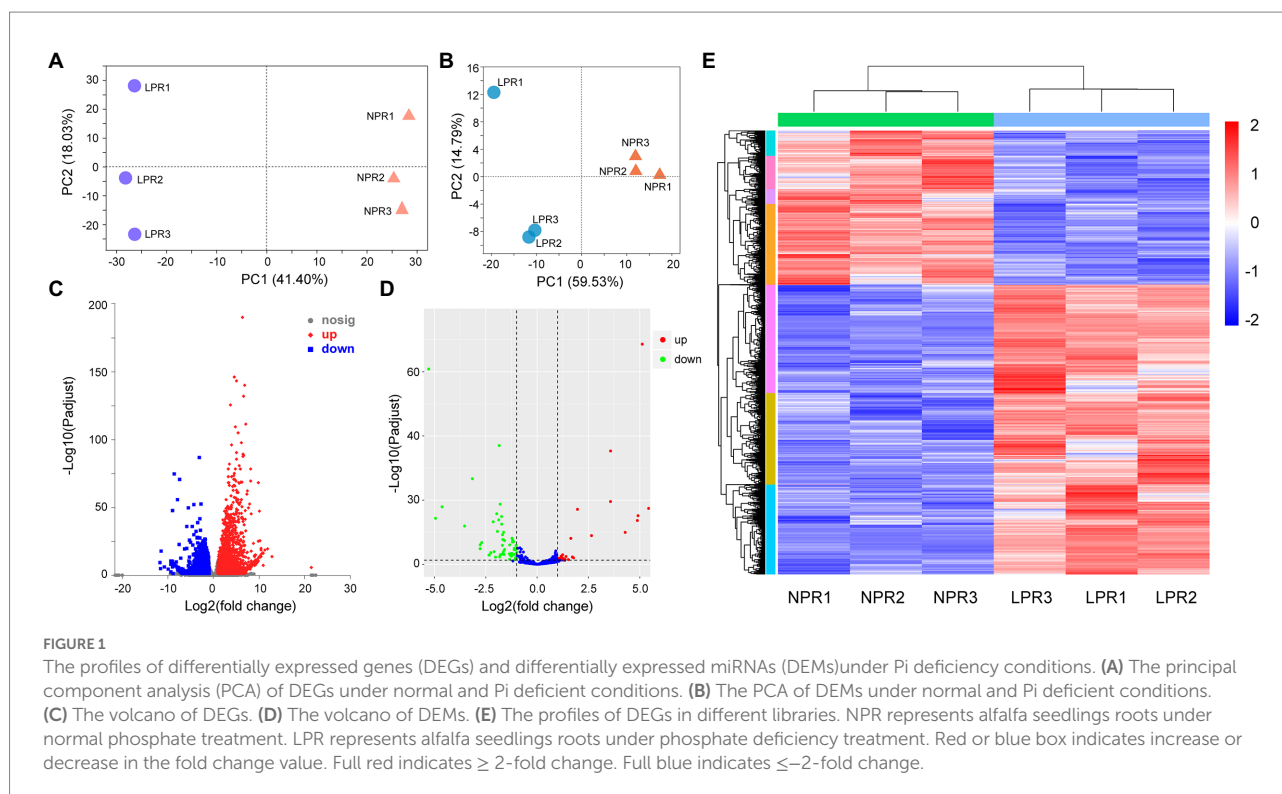 A
PC2 (18.03%)
30
25
20
15
10
5
0
-5
-10
-15
-20
LPR1
LPR2
LPR3
NPR1
NPR2
NPR3
-30 -20 -10 0 10 20 30
PC1 (41.40%)
B
PC2 (14.79%)
16
12
8
4
0
-4
-8
LPR1
NPR3
NPR2
NPR1
LPR3
LPR2
-20 -10 0 10 20
PC1 (59.53%)
C
-Log10(Padjust)
200
150
100
50
0
nosig
up
down
-20 -10 0 10 20 30
Log2(fold change)
D
-Log10(Padjust)
60
40
30
0
up
down
-5.0 -2.5 0.0 2.5 5.0
Log2(fold change)
E
2
1
0
-1
-2
NPR1 NPR2 NPR3 LPR3 LPR1 LPR2
FIGURE 1
The profiles of differentially expressed genes (DEGs) and differentially expressed miRNAs (DEMs)under Pi deficiency conditions. (A) The principal
component analysis (PCA) of DEGs under normal and Pi deficient conditions. (B) The PCA of DEMs under normal and Pi deficient conditions.
(C) The volcano of DEGs. (D) The volcano of DEMs. (E) The profiles of DEGs in different libraries. NPR represents alfalfa seedlings roots under
normal phosphate treatment. LPR represents alfalfa seedlings roots under phosphate deficiency treatment. Red or blue box indicates increase or
decrease in the fold change value. Full red indicates ≥ 2-fold change. Full blue indicates ≤−2-fold change.